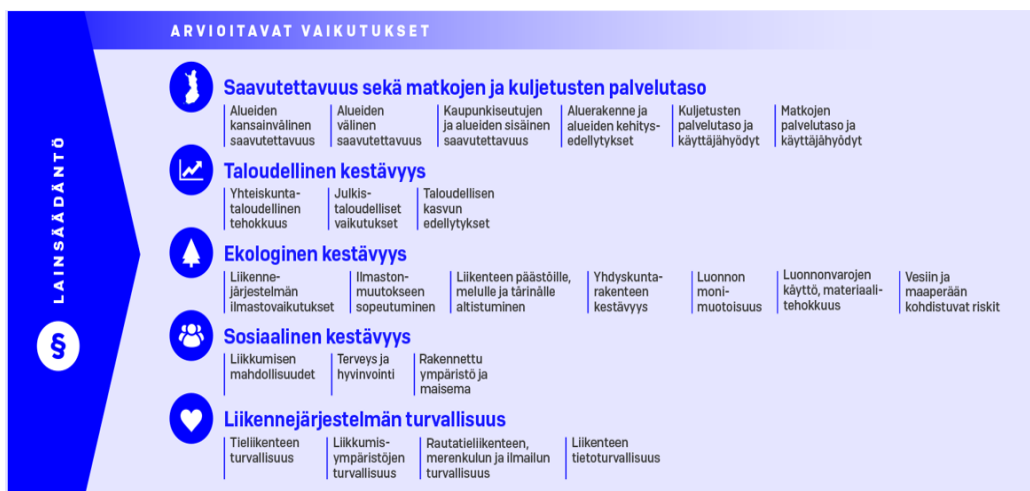 ARVIOITAVAT VAIKUTUKSET
LAINSÄÄDÄNTÖ
§
Saavutettavuus sekä matkojen ja kuljetusten palvelutaso
Alueiden
kansainvälinen
saavutettavuus
Alueiden
välinen
saavutettavuus
Kaupunkiseutujen
ja alueiden sisäinen
saavutettavuus
Aluerakenne ja
alueiden kehitys-
edellytykset
Kuljetusten
palvelutaso ja
käyttäjähyödyt
Matkojen
palvelutaso ja
käyttäjähyödyt
Taloudellinen kestävyys
Yhteiskunta-
taloudellinen
tehokkuus
Julkis-
taloudelliset
vaikutukset
Taloudellisen
kasvun
edellytykset
Ekologinen kestävyys
Liikenne-
järjestelmän
ilmastovaikutukset
Ilmaston-
muutokseen
sopeutuminen
Liikenteen päästöille,
melulle ja tärinälle
altistuminen
Yhdyskunta-
rakenteen
kestävyys
Luonnon
moni-
muotoisuus
Luonnonvarojen
käyttö, materiaali-
tehokkuus
Vesiin ja
maaperään
kohdistuvat riskit
Sosiaalinen kestävyys
Liikkumisen
mahdollisuudet
Terveys ja
hyvinvointi
Rakennettu
ympäristö ja
maisema
Liikennejärjestelmän turvallisuus
Tieliikenteen
turvallisuus
Liikkumis-
ympäristöjen
turvallisuus
Rautatieliikenteen,
merenkulun ja ilmailun
turvallisuus
Liikenteen
tietoturvallisuus